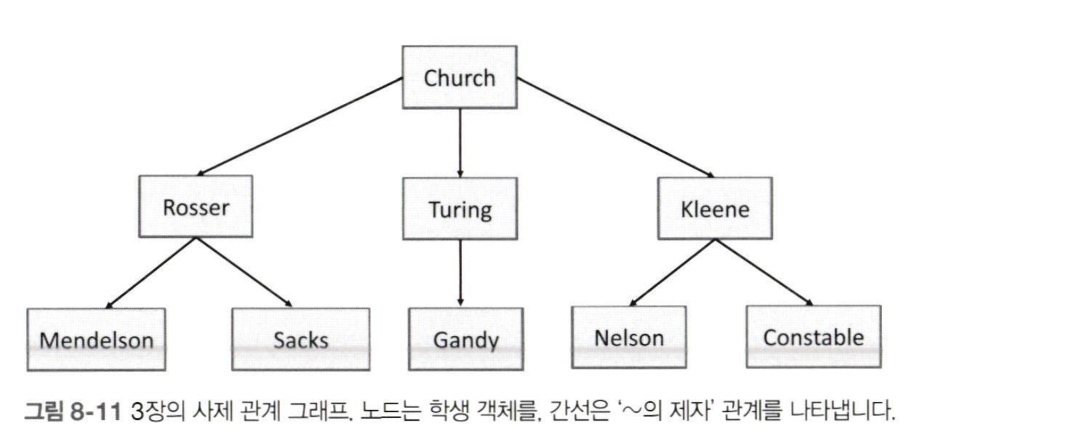 Church
Rosser Turing Kleene
Mendelson Sacks Gandy Nelson Constable
그림 8-11 3장의 사제 관계 그래프. 노드는 학생 객체를, 간선은 ‘~의 제자’ 관계를 나타냅니다.